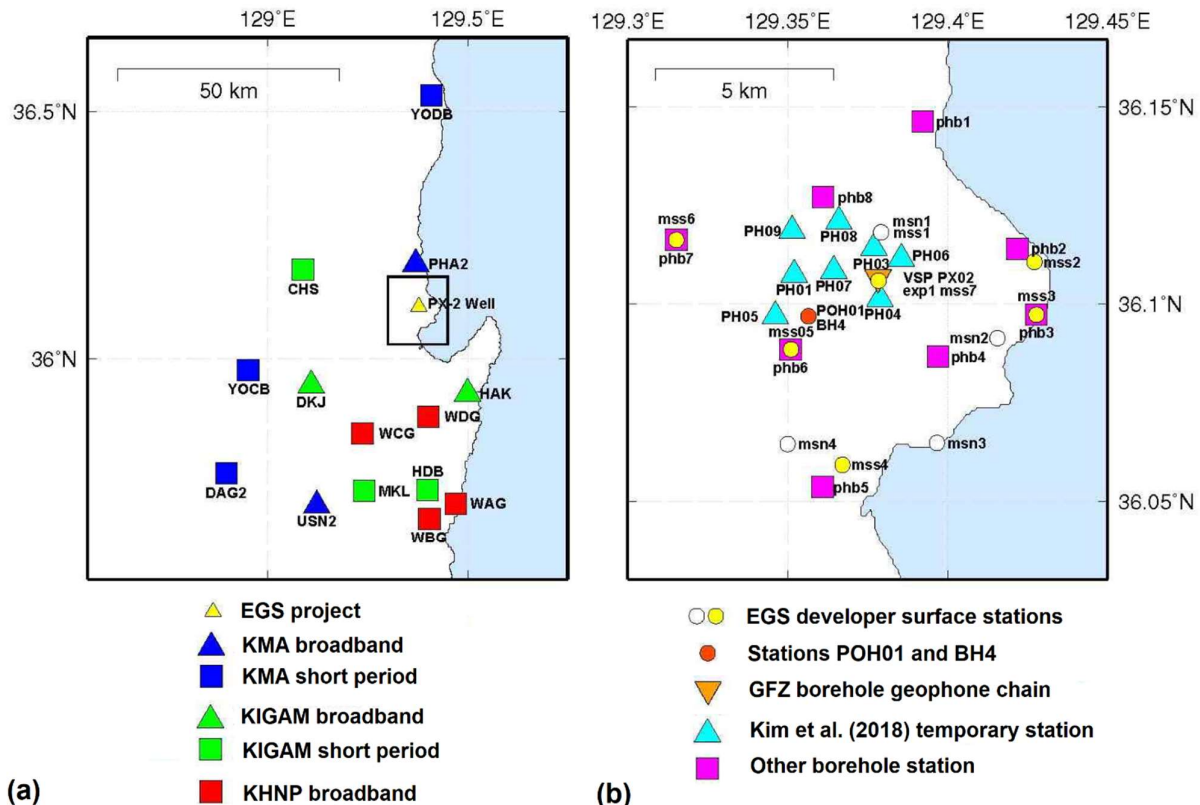 129°E
129.5°E
50 km
36.5°N
YODB
PHA2
CHS
PX-2 Well
36°N
YOCB
DKJ
HAK
WDG
WCG
HDB
DAG2
MKL
WAG
USN2
WBG
EGS project
KMA broadband
KMA short period
KIGAM broadband
KIGAM short period
KHNP broadband
(a)
129.3°E
129.35°E
129.4°E
129.45°E
5 km
36.15°N
phb1
phb8
mss6
msn1
mss1
PH09
PH08
phb7
phb2
PH03
PH06
mss2
PH01
PH07
VSP PX02
exp1 mss7
mss3
36.1°N
POH01
PH04
PH05
BH4
phb3
mss05
msn2
phb4
phb6
msn4
msn3
mss4
phb5
36.05°N
EGS developer surface stations
Stations POH01 and BH4
GFZ borehole geophone chain
Kim et al. (2018) temporary station
Other borehole station
(b)